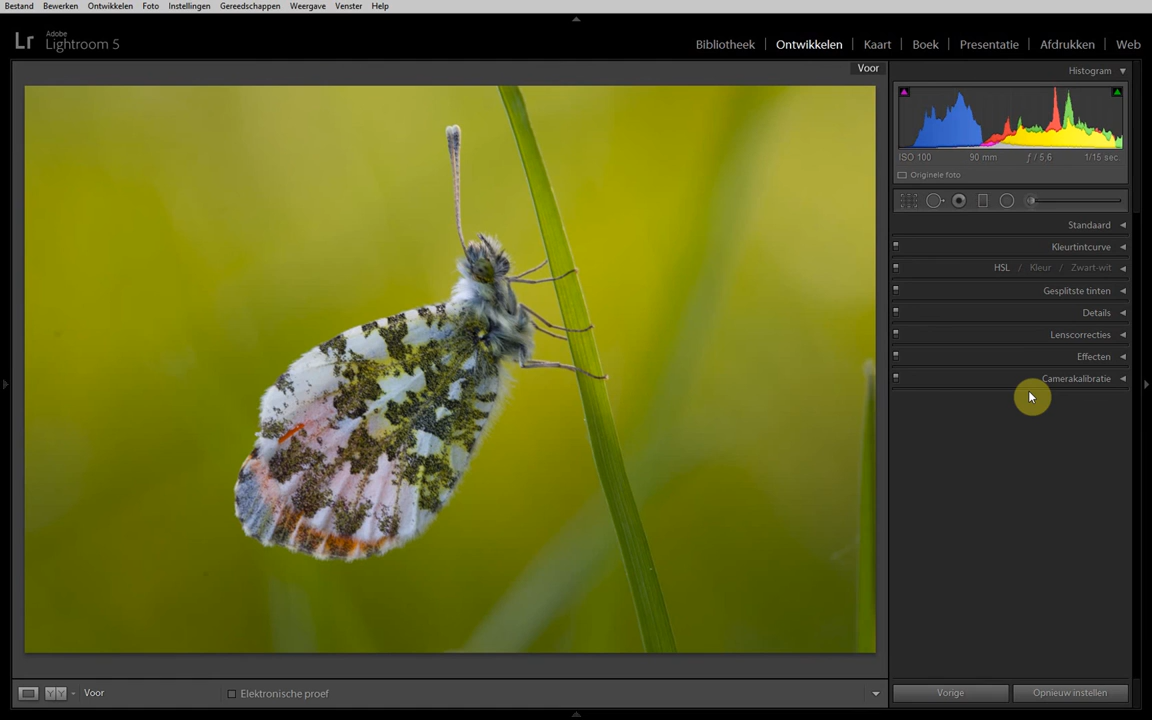 Bestand Bewerken Ontwikkelen Foto Instellingen Gereedschappen Weergave Venster Help
Lr Adobe Lightroom 5
Bibliotheek Ontwikkelen Kaart Boek Presentatie Afdrukken Web
Voor
Histogram
ISO 100 90 mm ƒ / 5,6 1/15 sec.
Originele foto
Standaard
Kleurtintcurve
HSL / Kleur / Zwart-wit
Gesplitste tinten
Details
Lenscorrecties
Effecten
Camerakalibratie
YY Voor Elektronische proef Vorige Opnieuw instellen